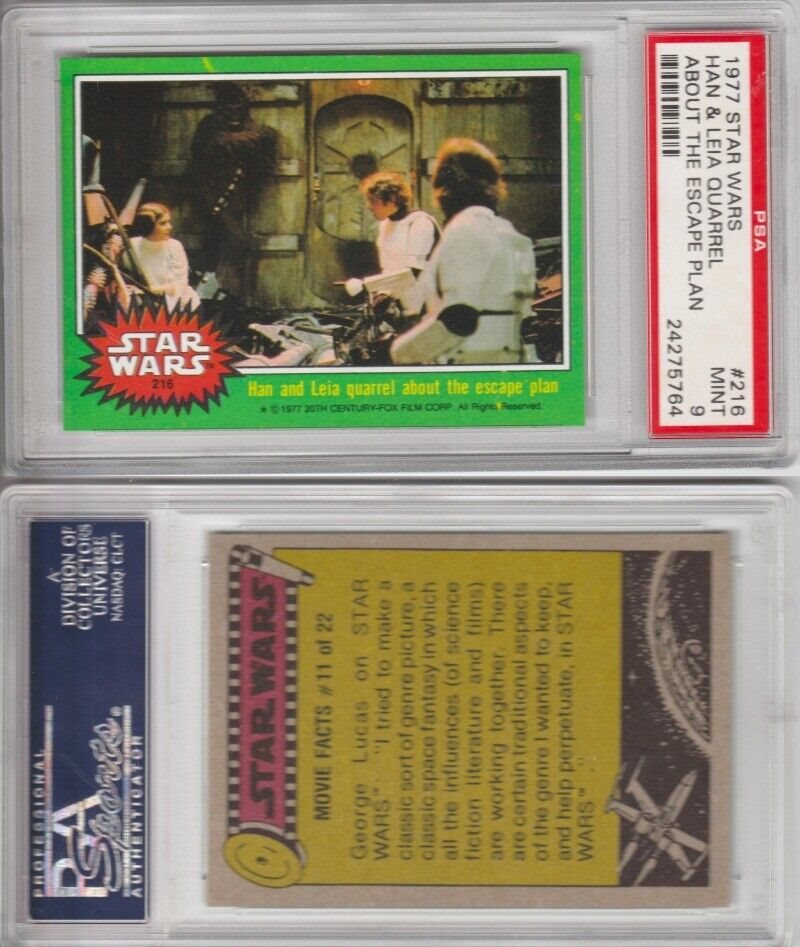 STAR
WARS™
216
Han and Leia quarrel about the escape plan
★ © 1977 20TH CENTURY-FOX FILM CORP. All Rights Reserved.
PSA
1977 STAR WARS #216
HAN & LEIA QUARREL MINT
ABOUT THE ESCAPE PLAN 9
24275764
A
DIVISION OF
COLLECTORS
UNIVERSE
NASDAQ CLCT
PROFESSIONAL
PSA
Sports
AUTHENTICATOR
STAR WARS
MOVIE FACTS #11 of 22
George Lucas on STAR
WARS™: "I tried to make a
classic sort of genre picture, a
classic space fantasy in which
all the influences (of science
fiction literature and films)
are working together. There
are certain traditional aspects
of the genre I wanted to keep,
and help perpetuate, in STAR
WARS™."